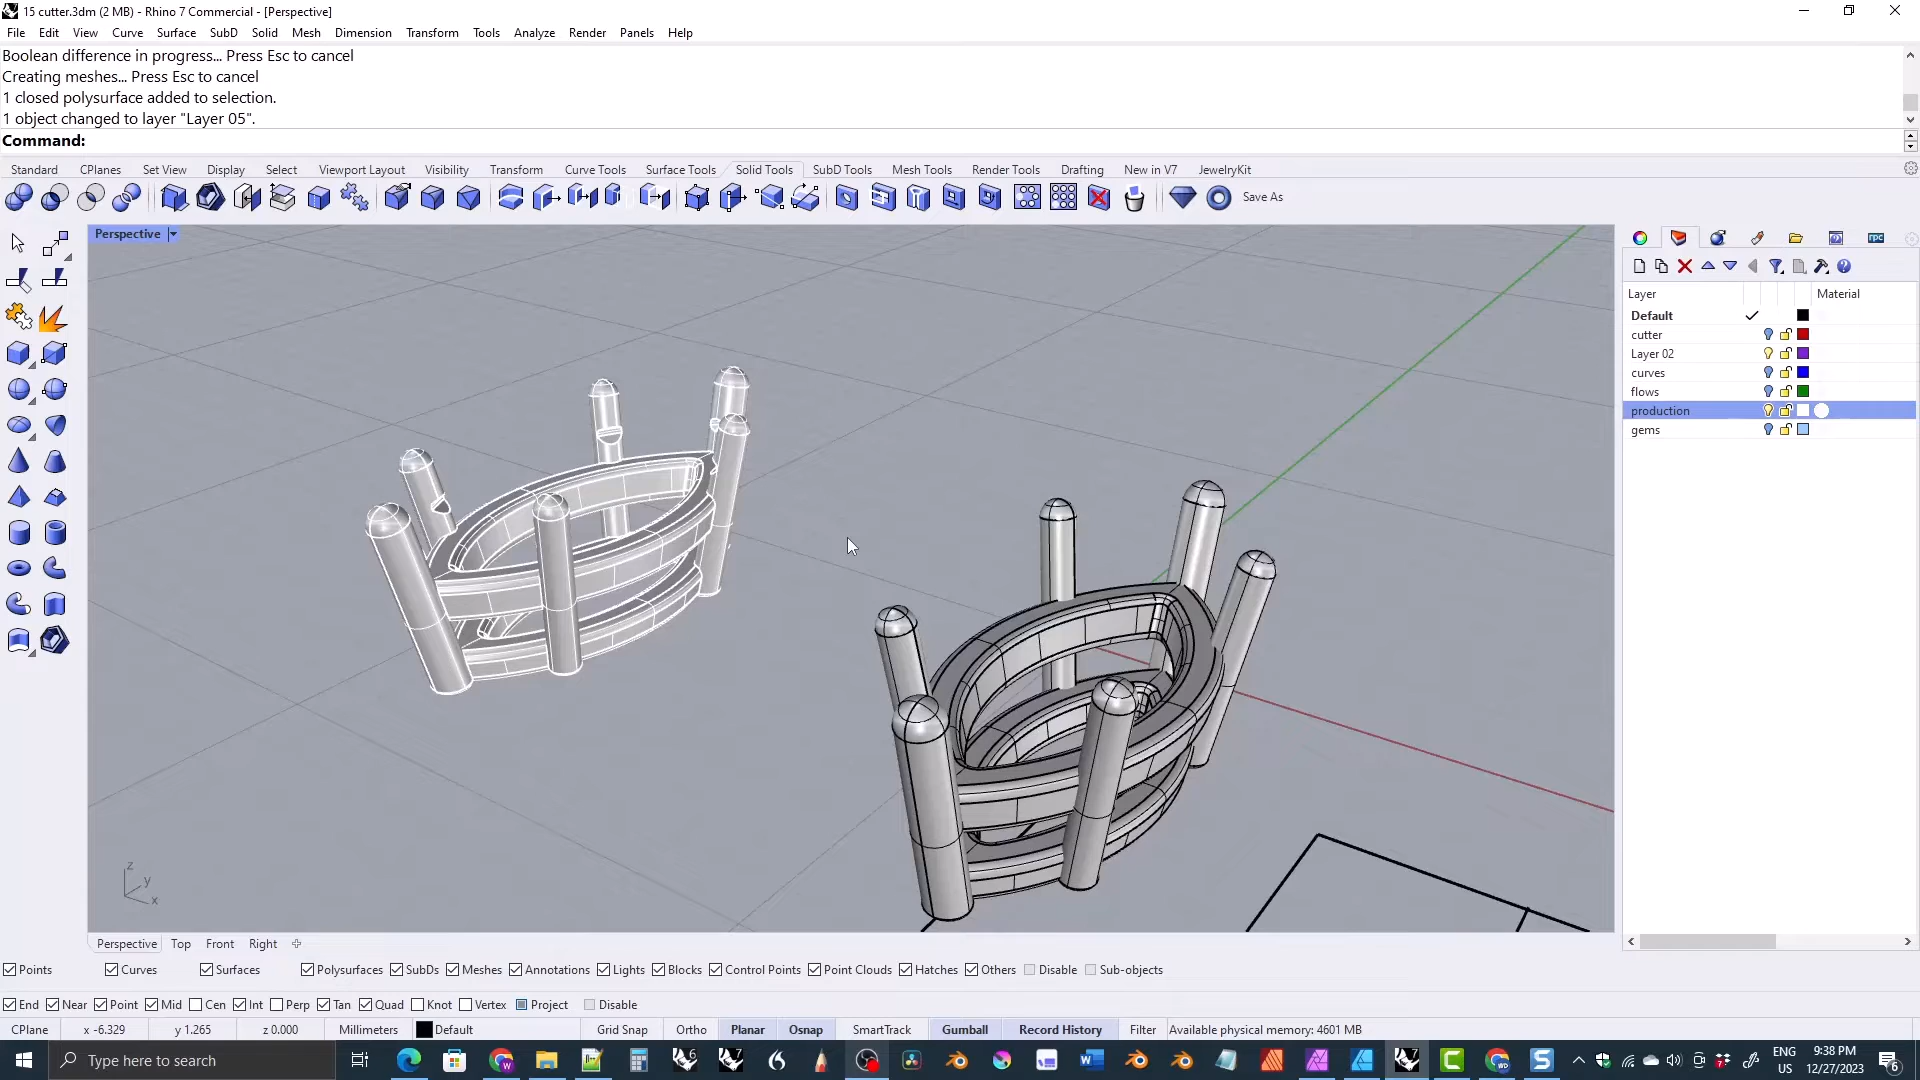 15 cutter.3dm (2 MB) - Rhino 7 Commercial - [Perspective]
File Edit View Curve Surface SubD Solid Mesh Dimension Transform Tools Analyze Render Panels Help
Boolean difference in progress... Press Esc to cancel
Creating meshes... Press Esc to cancel
1 closed polysurface added to selection.
1 object changed to layer "Layer 05".
Command:
Standard CPlanes Set View Display Select Viewport Layout Visibility Transform Curve Tools Surface Tools Solid Tools SubD Tools Mesh Tools Render Tools Drafting New in V7 JewelryKit
Save As
Perspective
rpc
Layer Material
Default
cutter
Layer 02
curves
flows
production
gems
z
y
x
Perspective Top Front Right
Points Curves Surfaces Polysurfaces SubDs Meshes Annotations Lights Blocks Control Points Point Clouds Hatches Others Disable Sub-objects
End Near Point Mid Cen Int Perp Tan Quad Knot Vertex Project Disable
CPlane x -6.329 y 1.265 z 0.000 Millimeters Default Grid Snap Ortho Planar Osnap SmartTrack Gumball Record History Filter Available physical memory: 4601 MB
Type here to search
ENG 9:38 PM
US 12/27/2023
6